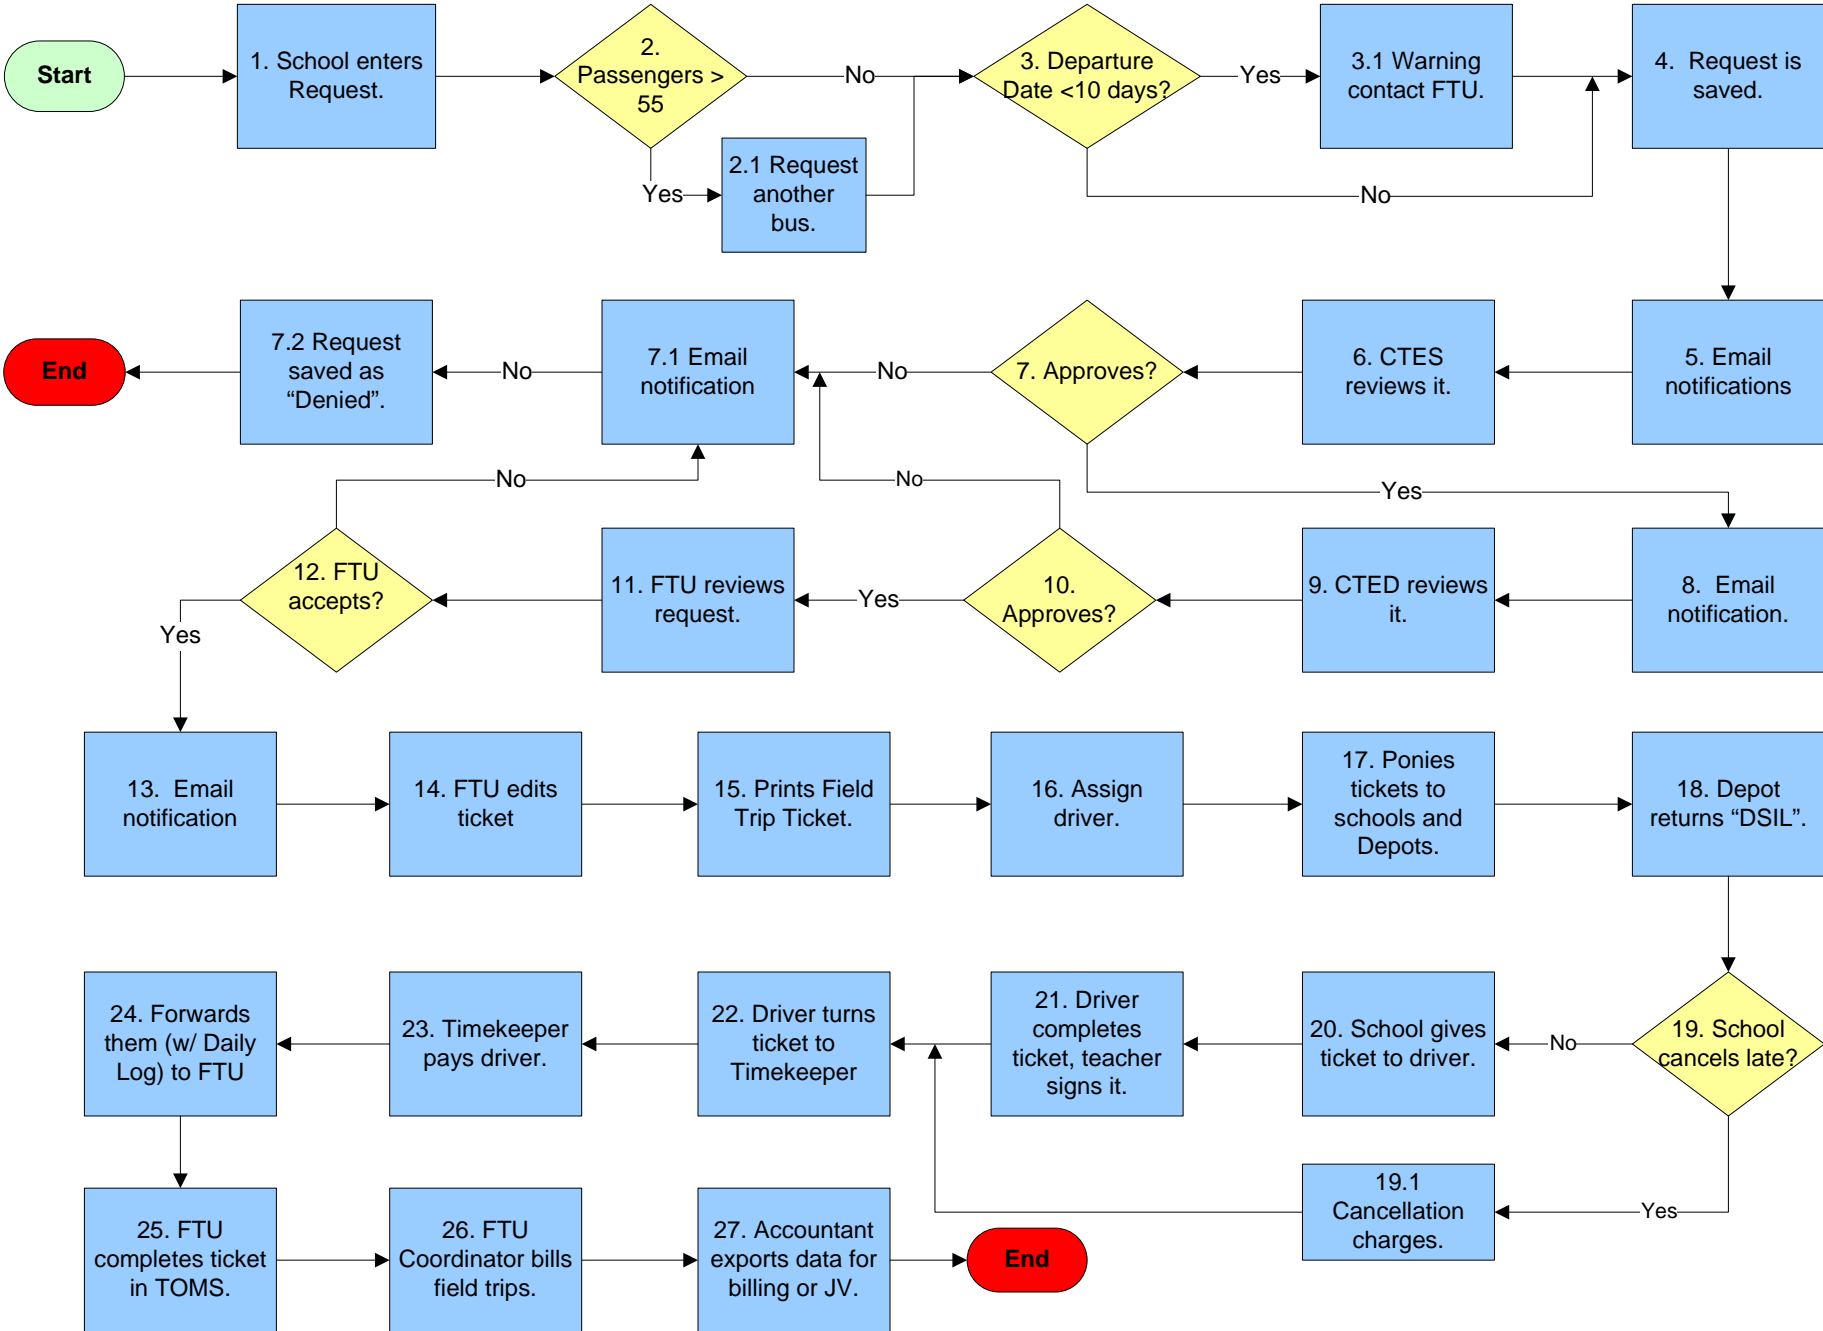 Start
1. School enters
Request.
2.
Passengers >
55
No
3. Departure
Date <10 days?
Yes
3.1 Warning
contact FTU.
4. Request is
saved.
Yes
2.1 Request
another
bus.
No
End
7.2 Request
saved as
“Denied”.
No
7.1 Email
notification
No
7. Approves?
6. CTES
reviews it.
5. Email
notifications
No
No
Yes
12. FTU
accepts?
11. FTU reviews
request.
Yes
10.
Approves?
9. CTED reviews
it.
8. Email
notification.
Yes
13. Email
notification
14. FTU edits
ticket
15. Prints Field
Trip Ticket.
16. Assign
driver.
17. Ponies
tickets to
schools and
Depots.
18. Depot
returns “DSIL”.
24. Forwards
them (w/ Daily
Log) to FTU
23. Timekeeper
pays driver.
22. Driver turns
ticket to
Timekeeper
21. Driver
completes
ticket, teacher
signs it.
20. School gives
ticket to driver.
No
19. School
cancels late?
25. FTU
completes ticket
in TOMS.
26. FTU
Coordinator bills
field trips.
27. Accountant
exports data for
billing or JV.
End
19.1
Cancellation
charges.
Yes